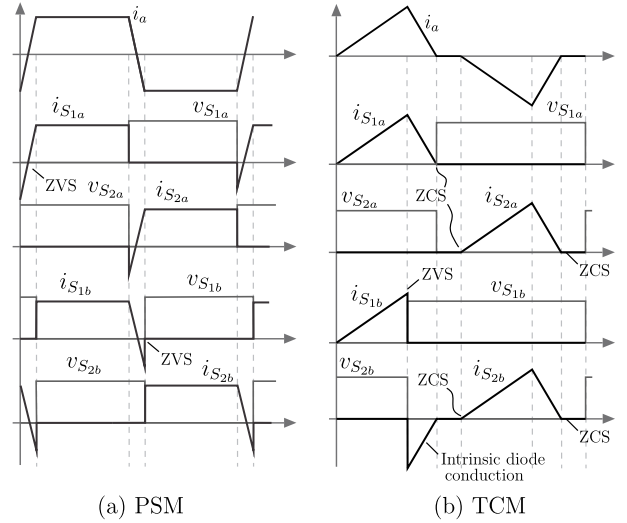 i_a
i_a
i_{S_{1a}}
v_{S_{1a}}
i_{S_{1a}}
v_{S_{1a}}
ZVS
v_{S_{2a}}
i_{S_{2a}}
v_{S_{2a}}
ZCS
i_{S_{2a}}
ZCS
i_{S_{1b}}
v_{S_{1b}}
ZVS
i_{S_{1b}}
ZVS
v_{S_{1b}}
v_{S_{2b}}
i_{S_{2b}}
v_{S_{2b}}
ZCS
i_{S_{2b}}
ZCS
Intrinsic diode
conduction
(a) PSM
(b) TCM